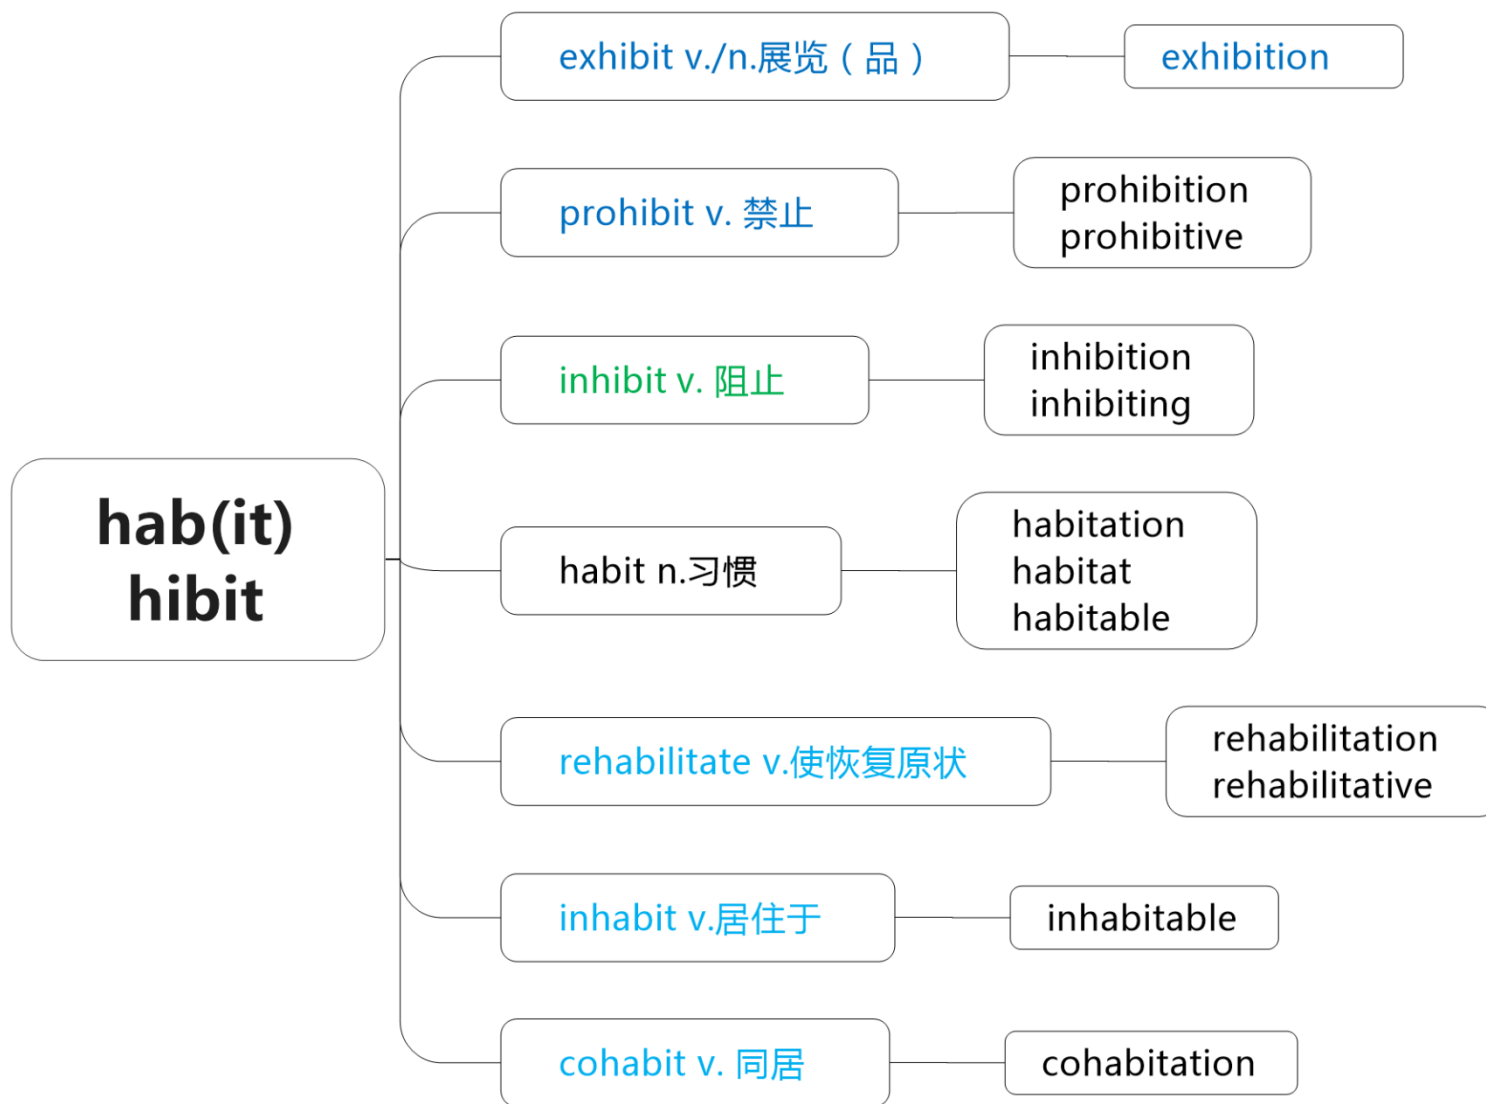 hab(it)
hibit
exhibit v./n.展览（品）
exhibition
prohibit v. 禁止
prohibition
prohibitive
inhibit v. 阻止
inhibition
inhibiting
habit n.习惯
habitation
habitat
habitable
rehabilitate v.使恢复原状
rehabilitation
rehabilitative
inhabit v.居住于
inhabitable
cohabit v. 同居
cohabitation